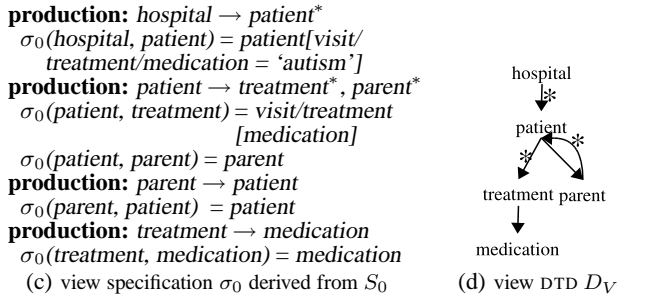 production: hospital → patient*
σ0(hospital, patient) = patient[visit/
treatment/medication = ‘autism’]
production: patient → treatment*, parent*
σ0(patient, treatment) = visit/treatment
[medication]
σ0(patient, parent) = parent
production: parent → patient
σ0(parent, patient) = patient
production: treatment → medication
σ0(treatment, medication) = medication
(c) view specification σ0 derived from S0
hospital
*
patient
* *
treatment parent
medication
(d) view DTD DV